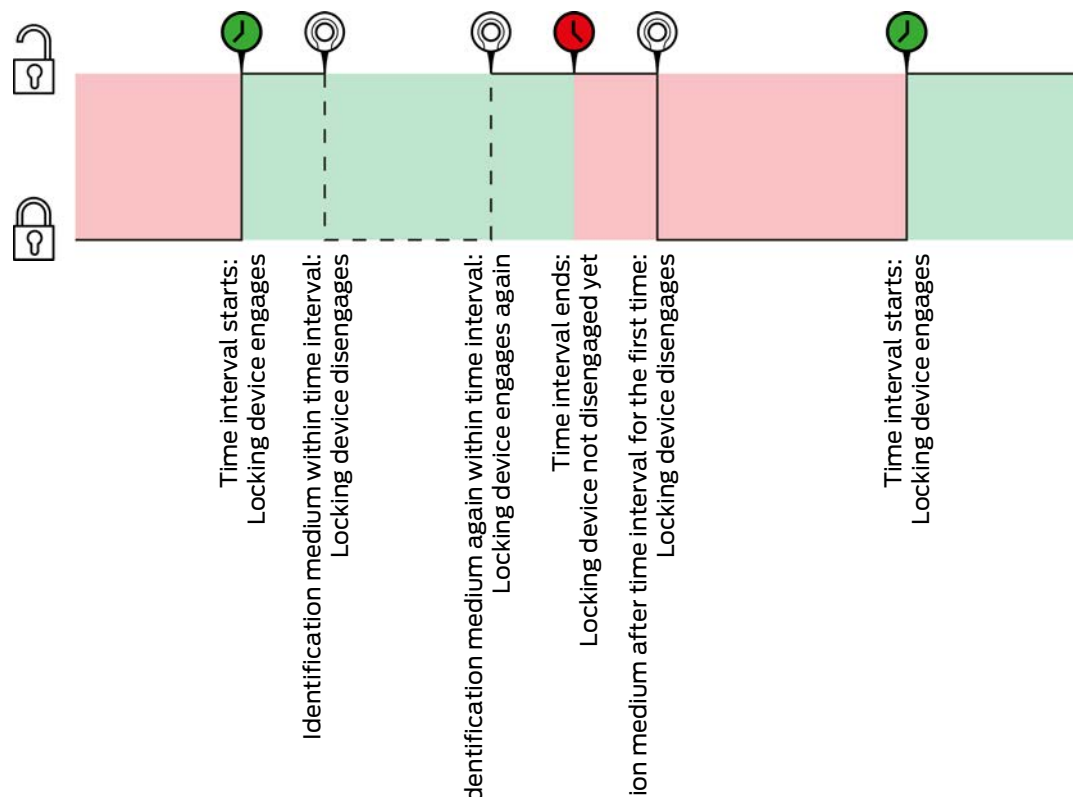 Time interval starts:
Locking device engages
Identification medium within time interval:
Locking device disengages
medium again within time interval:
Locking device engages again
Time interval ends:
Locking device not disengaged yet
medium after time interval for the first time:
Locking device disengages
Time interval starts:
Locking device engages